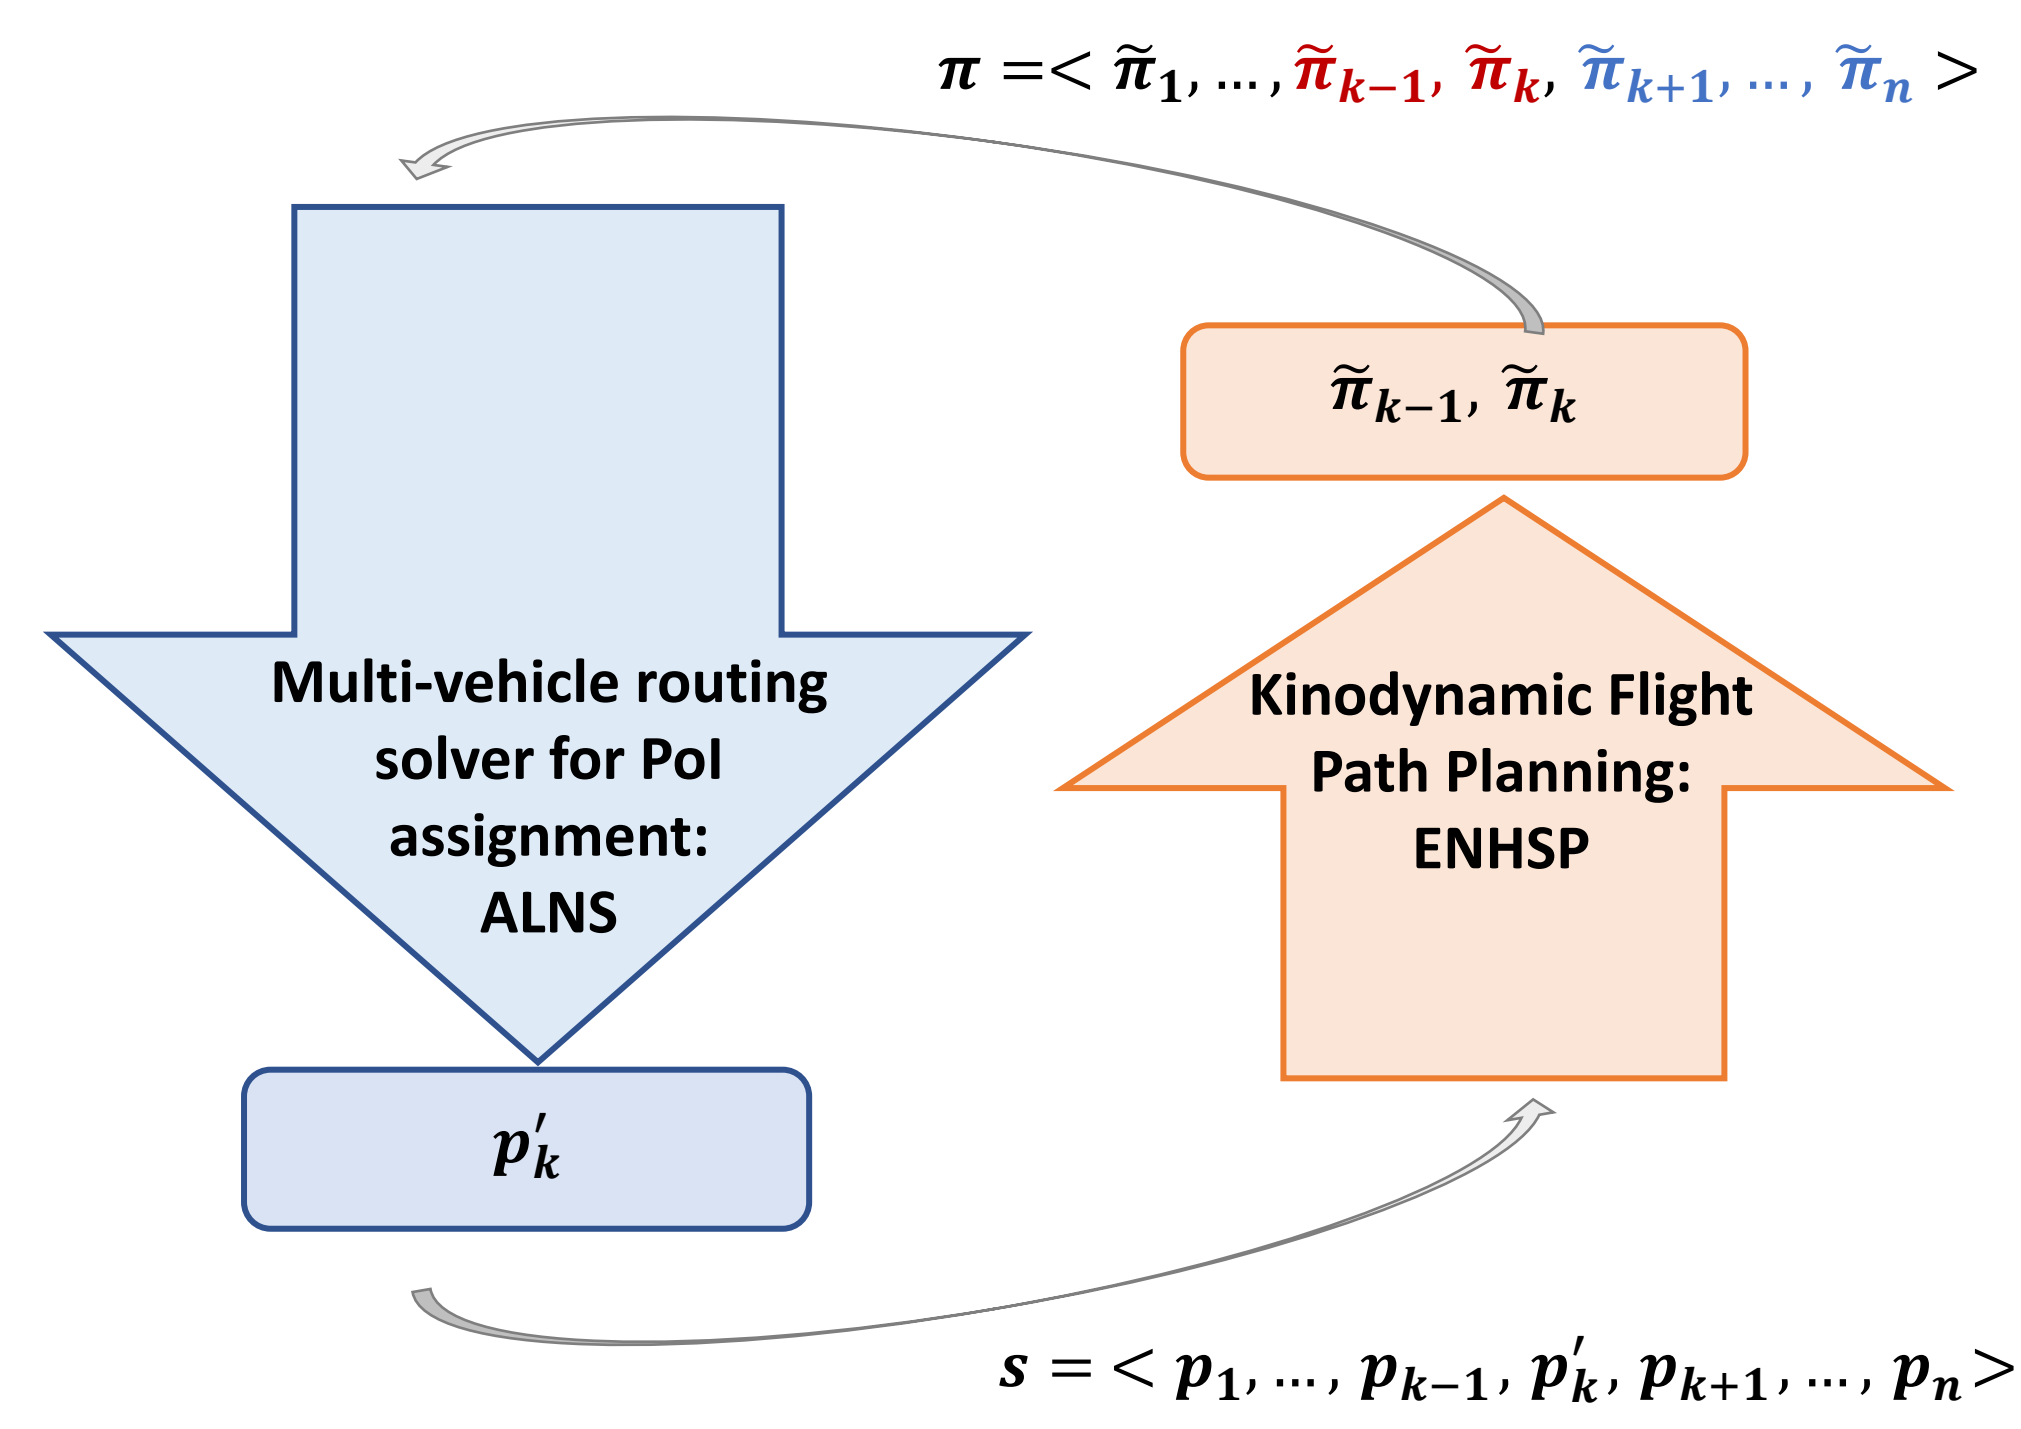 π =< π̃₁, …, π̃ₖ₋₁, π̃ₖ, π̃ₖ₊₁, …, π̃ₙ >
π̃ₖ₋₁, π̃ₖ
Multi-vehicle routing
solver for PoI
assignment:
ALNS
Kinodynamic Flight
Path Planning:
ENHSP
p′ₖ
s = < p₁, …, pₖ₋₁, p′ₖ, pₖ₊₁, …, pₙ >